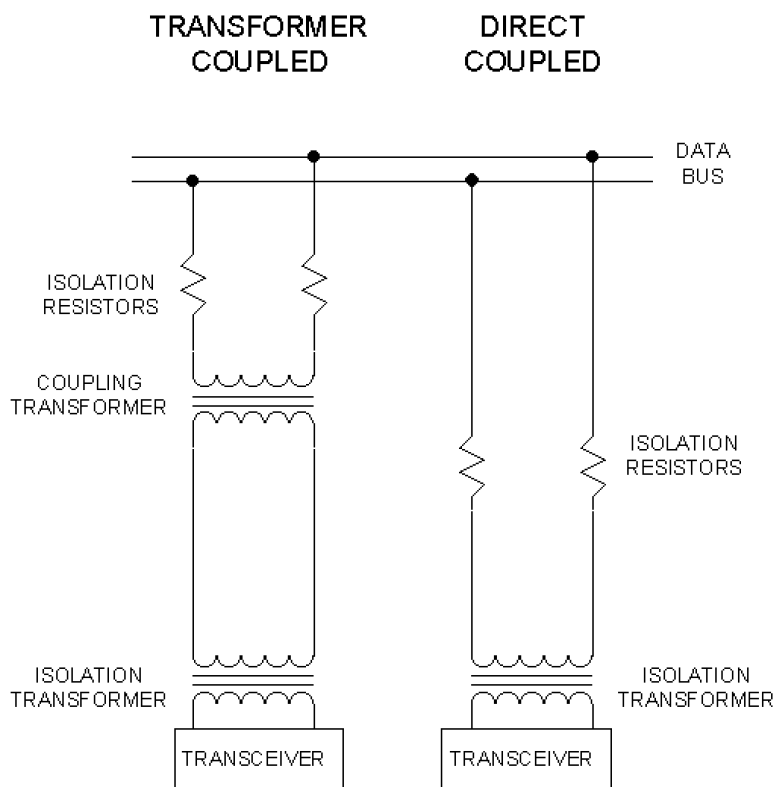 TRANSFORMER
COUPLED
DIRECT
COUPLED
DATA
BUS
ISOLATION
RESISTORS
COUPLING
TRANSFORMER
ISOLATION
RESISTORS
ISOLATION
TRANSFORMER
ISOLATION
TRANSFORMER
TRANSCEIVER
TRANSCEIVER